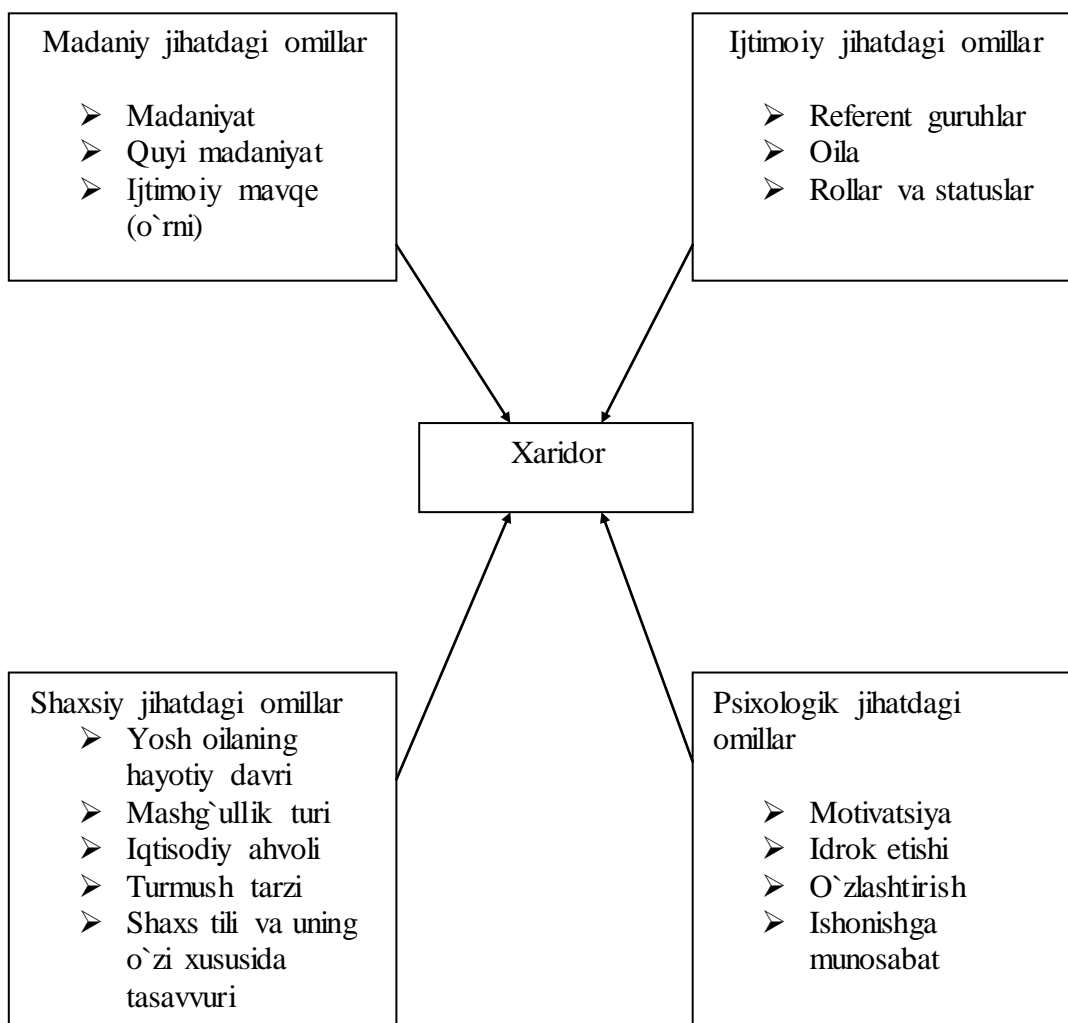 Madaniy jihatdagi omillar
➢ Madaniyat
➢ Quyi madaniyat
➢ Ijtimoiy mavqe
(o`rni)
Ijtimoiy jihatdagi omillar
➢ Referent guruhlar
➢ Oila
➢ Rollar va statuslar
Xaridor
Shaxsiy jihatdagi omillar
➢ Yosh oilaning
hayotiy davri
➢ Mashg`ullik turi
➢ Iqtisodiy ahvoli
➢ Turmush tarzi
➢ Shaxs tili va uning
o`zi xususida
tasavvuri
Psixologik jihatdagi
omillar
➢ Motivatsiya
➢ Idrok etishi
➢ O`zlashtirish
➢ Ishonishga
munosabat